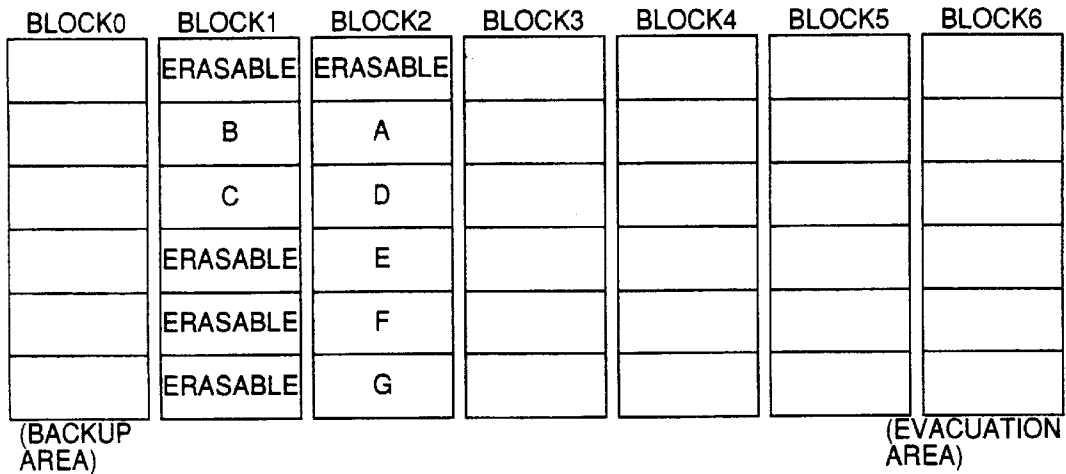 BLOCK0 BLOCK1 BLOCK2 BLOCK3 BLOCK4 BLOCK5 BLOCK6
ERASABLE ERASABLE
B A
C D
ERASABLE E
ERASABLE F
ERASABLE G
(BACKUP AREA) (EVACUATION AREA)